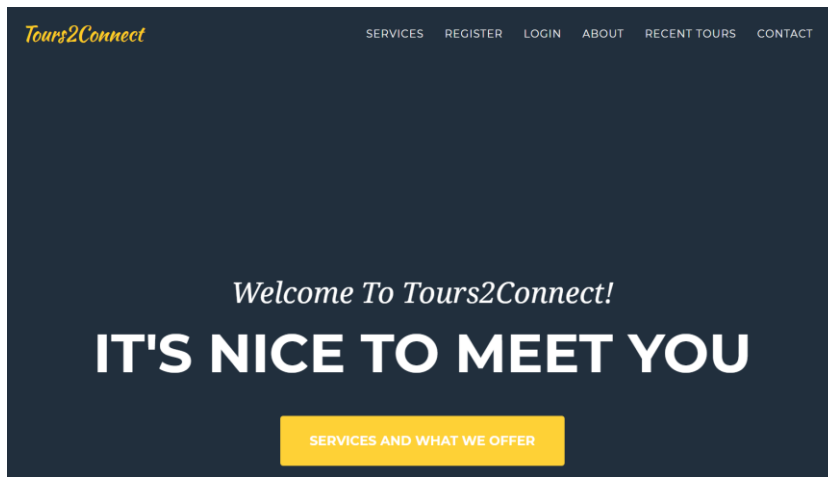 Tours2Connect
SERVICES REGISTER LOGIN ABOUT RECENT TOURS CONTACT
Welcome To Tours2Connect!
IT'S NICE TO MEET YOU
SERVICES AND WHAT WE OFFER